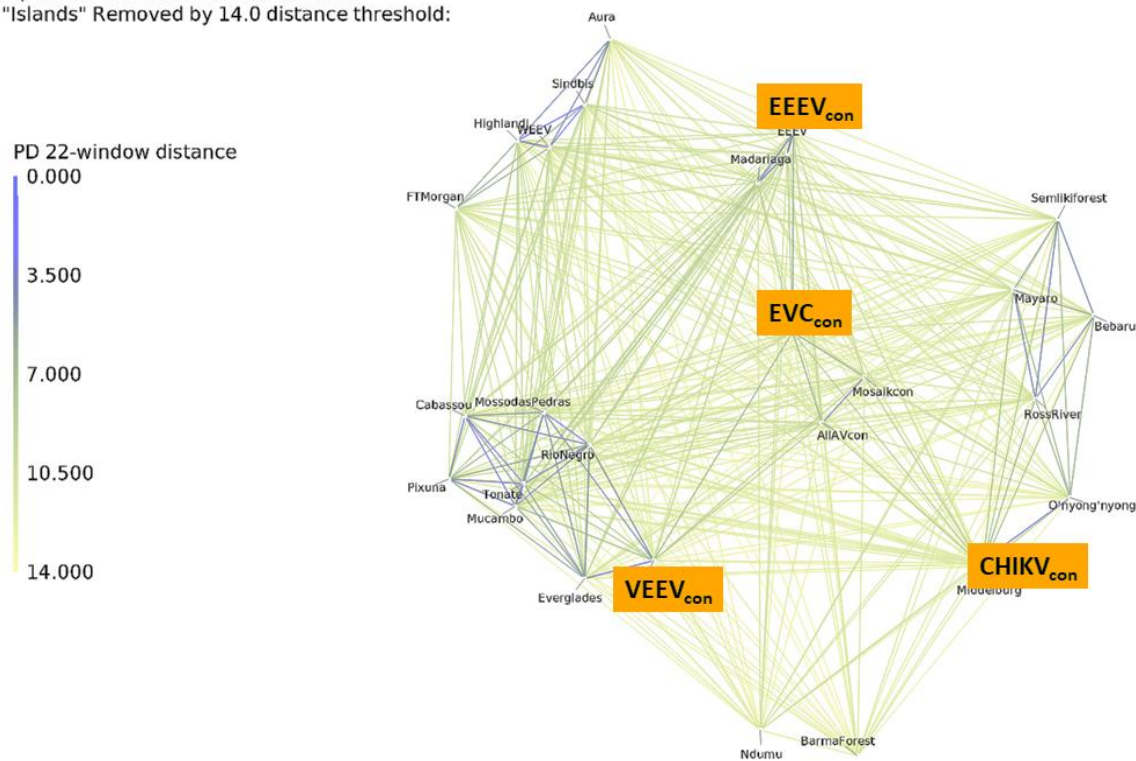 "Islands" Removed by 14.0 distance threshold:
Aura
Sindbis
EEEVcon
Highlandj
WEEV
EEEV
PD 22-window distance
Madariaga
0.000
FTMorgan
Semlikiforest
3.500
Mayaro
EVCcon
Bebaru
7.000
Mosaikcon
Cabassou
MossodasPedras
RossRiver
AllAVcon
RioNegro
10.500
Pixuna
Tonate
O'nyong'nyong
Mucambo
14.000
CHIKVcon
VEEVcon
Everglades
Middelburg
BarmaForest
Ndumu